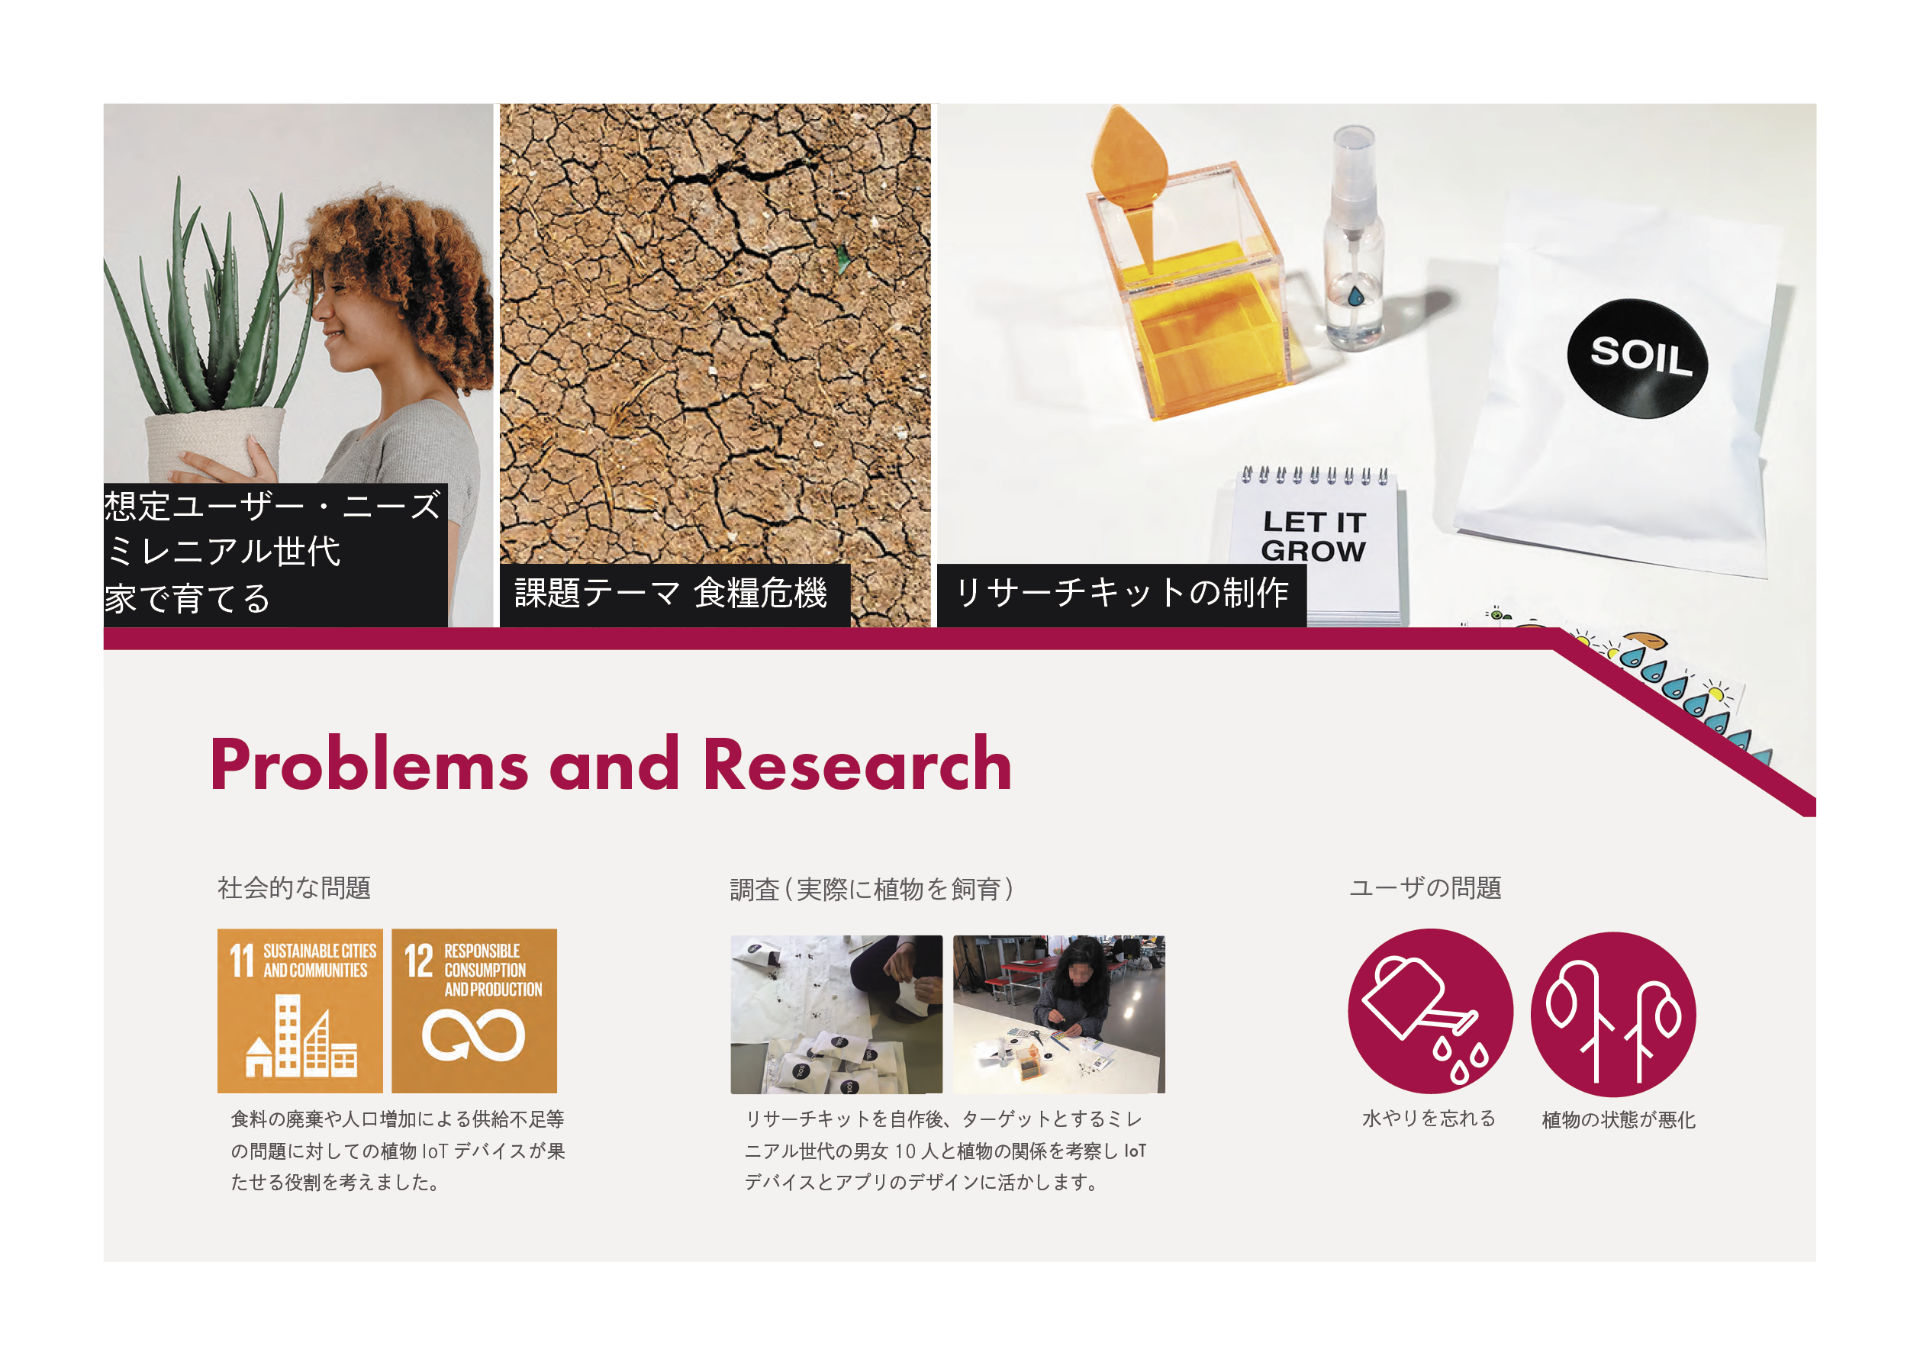 SOIL
LET IT
GROW
想定ユーザー・ニーズ
ミレニアル世代
家で育てる
課題テーマ 食糧危機
リサーチキットの制作
Problems and Research
社会的な問題
11 SUSTAINABLE CITIES
AND COMMUNITIES
12 RESPONSIBLE
CONSUMPTION
AND PRODUCTION
食料の廃棄や人口増加による供給不足等
の問題に対しての植物 IoT デバイスが果
たせる役割を考えました。
調査（実際に植物を飼育）
SOIL
SOIL
リサーチキットを自作後、ターゲットとするミレ
ニアル世代の男女 10 人と植物の関係を考察し IoT
デバイスとアプリのデザインに活かします。
ユーザの問題
水やりを忘れる
植物の状態が悪化